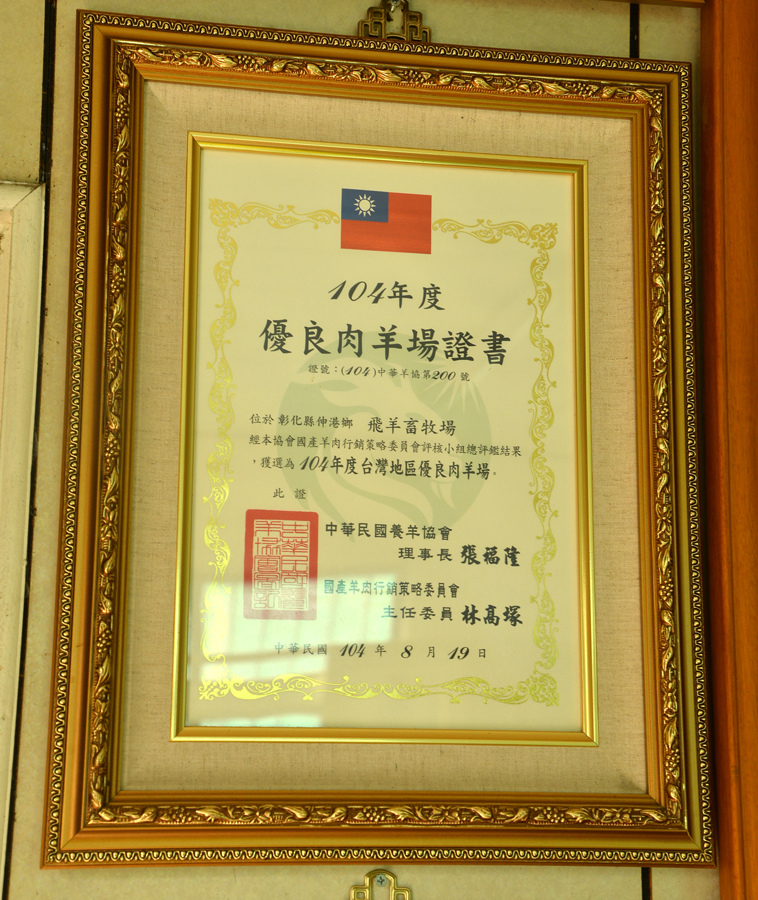 104年度
優良肉羊場證書
證號：(104)中華羊協第200號
位於 彰化縣伸港鄉 飛羊畜牧場
經本協會國產羊肉行銷策略委員會評核小組總評鑑結果
，獲選為 104年度台灣地區優良肉羊場。
此 證
中華民國養羊協會
理事長 張福隆
國產羊肉行銷策略委員會
主任委員 林高塚
中華民國 104 年 8 月 19 日